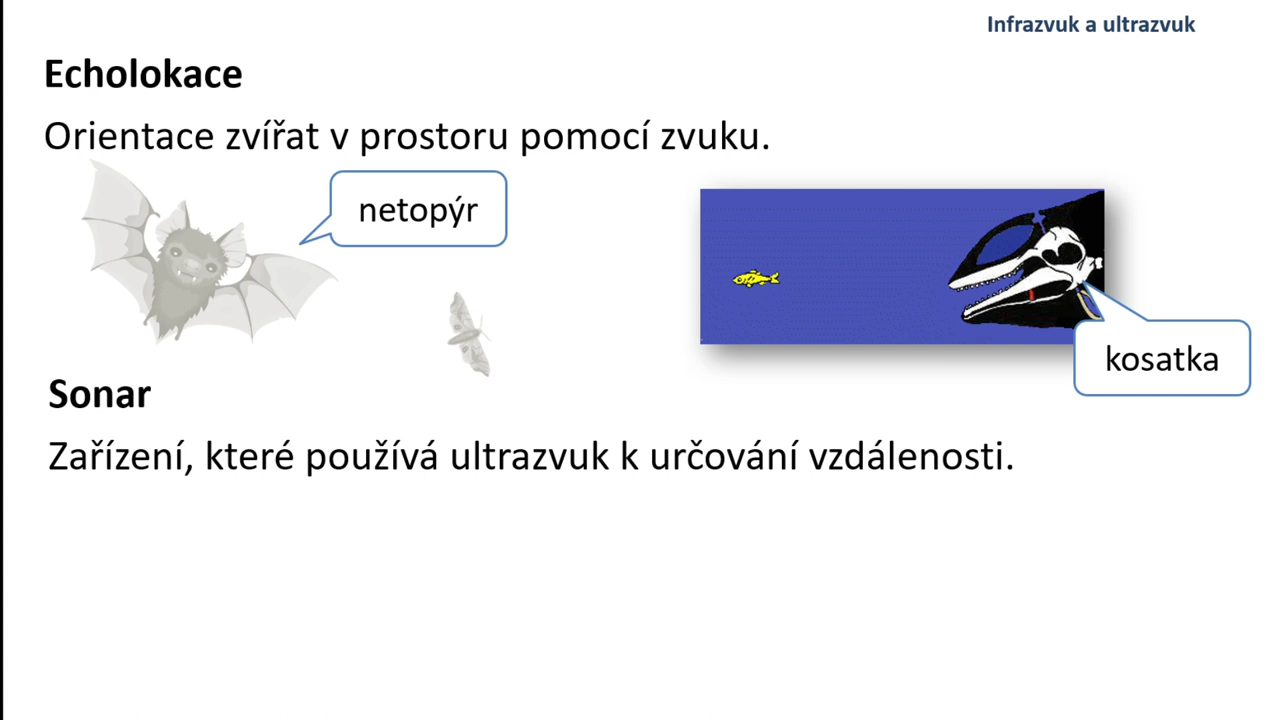 Infrazvuk a ultrazvuk
Echolokace
Orientace zvířat v prostoru pomocí zvuku.
netopýr
kosatka
Sonar
Zařízení, které používá ultrazvuk k určování vzdálenosti.